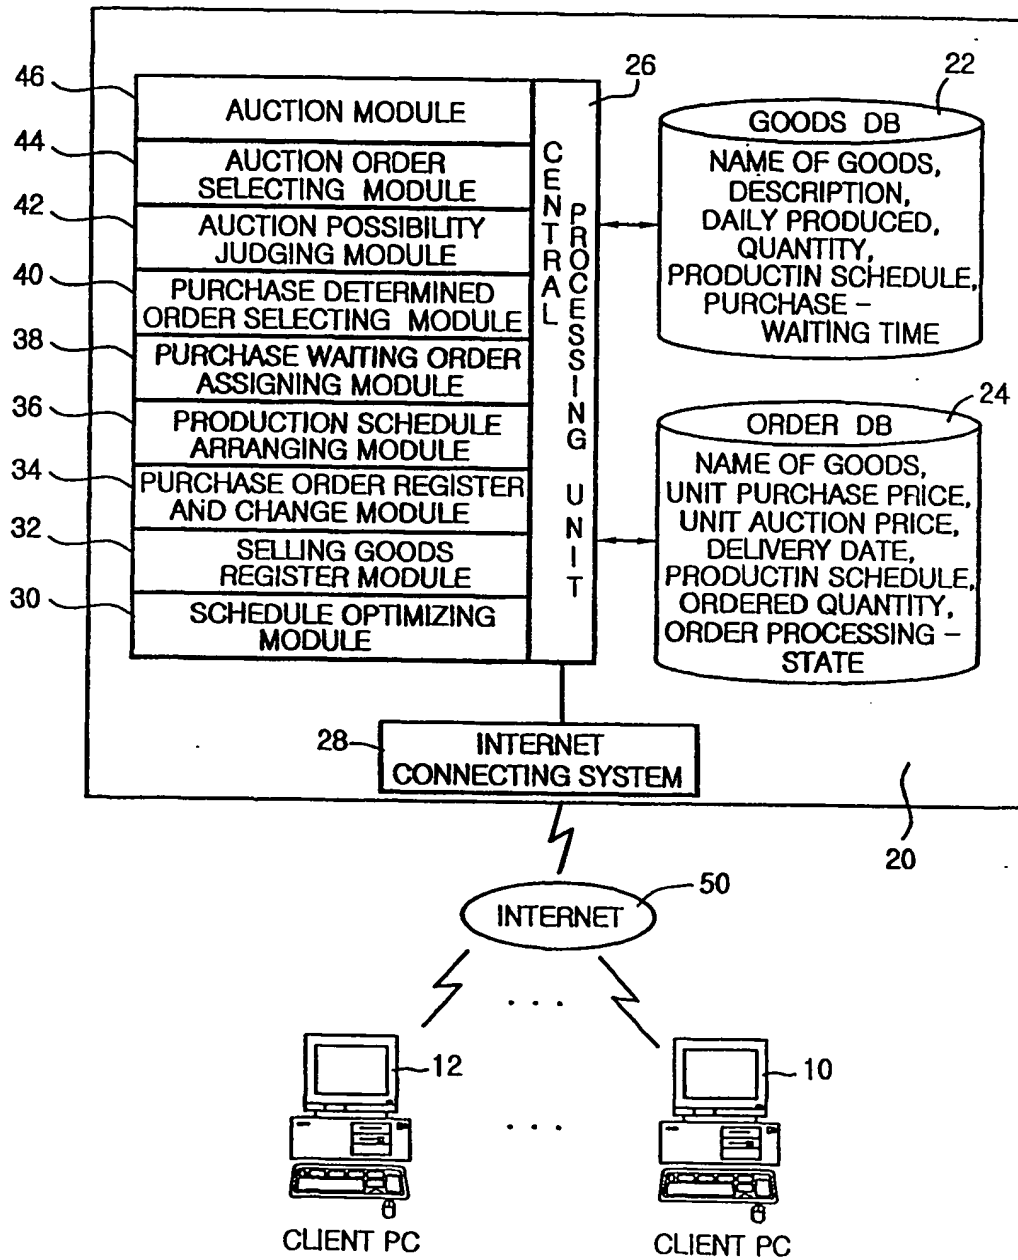 46
AUCTION MODULE
44
AUCTION ORDER
SELECTING MODULE
42
AUCTION POSSIBILITY
JUDGING MODULE
40
PURCHASE DETERMINED
ORDER SELECTING MODULE
38
PURCHASE WAITING ORDER
ASSIGNING MODULE
36
PRODUCTION SCHEDULE
ARRANGING MODULE
34
PURCHASE ORDER REGISTER
AND CHANGE MODULE
32
SELLING GOODS
REGISTER MODULE
30
SCHEDULE OPTIMIZING
MODULE
26
CENTRAL
PROCESSING UNIT
22
GOODS DB
NAME OF GOODS,
DESCRIPTION,
DAILY PRODUCED,
QUANTITY,
PRODUCTIN SCHEDULE,
PURCHASE -
WAITING TIME
24
ORDER DB
NAME OF GOODS,
UNIT PURCHASE PRICE,
UNIT AUCTION PRICE,
DELIVERY DATE,
PRODUCTIN SCHEDULE,
ORDERED QUANTITY,
ORDER PROCESSING -
STATE
28
INTERNET
CONNECTING SYSTEM
20
50
INTERNET
. . .
12
10
. . .
CLIENT PC
CLIENT PC